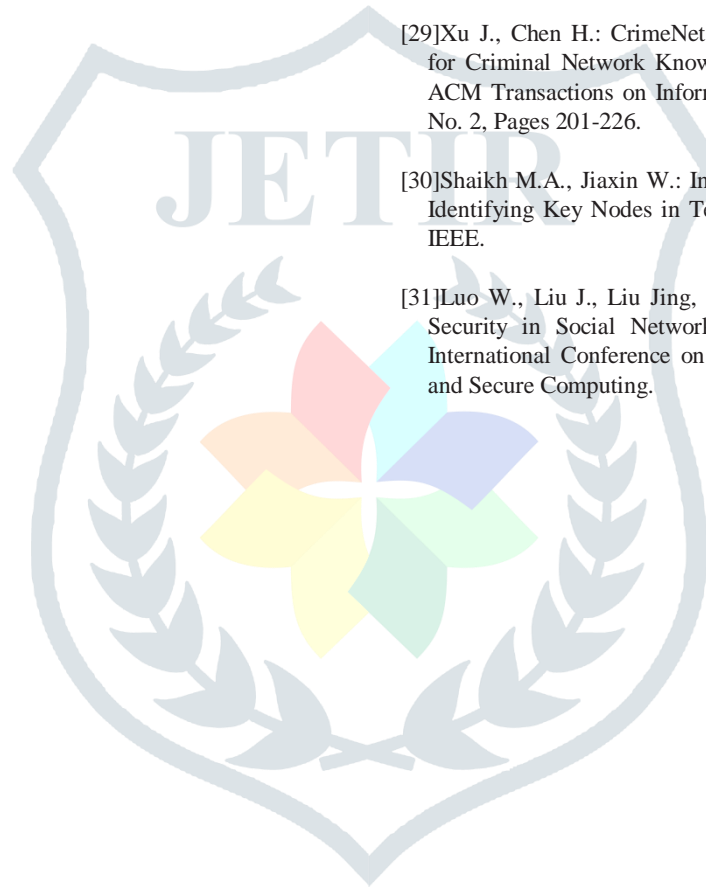 [29]Xu J., Chen H.: CrimeNet
for Criminal Network Know
ACM Transactions on Inform
No. 2, Pages 201-226.
JETIR
[30]Shaikh M.A., Jiaxin W.: In
Identifying Key Nodes in Te
IEEE.
[31]Luo W., Liu J., Liu Jing,
Security in Social Network
International Conference on
and Secure Computing.